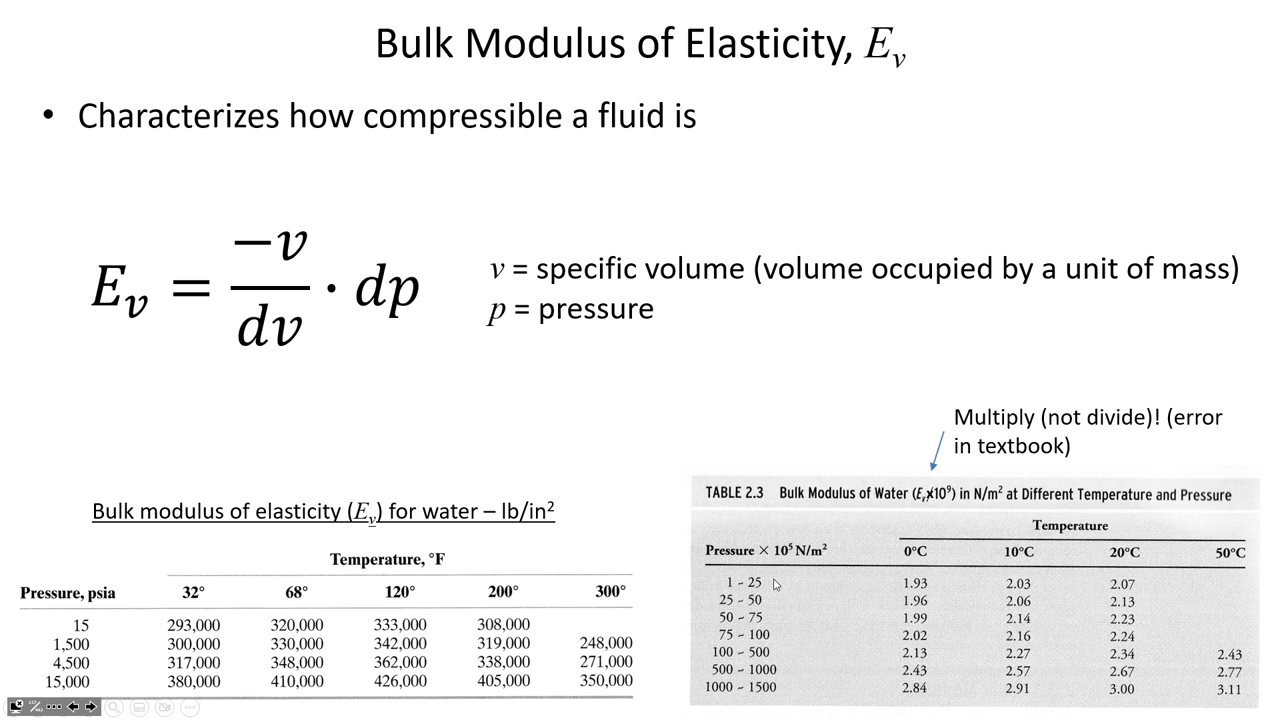 Bulk Modulus of Elasticity, Ev
• Characterizes how compressible a fluid is
Ev = −v/dv · dp
v = specific volume (volume occupied by a unit of mass)
p = pressure
Multiply (not divide)! (error
in textbook)
Bulk modulus of elasticity (Ev) for water – lb/in²
Temperature, °F
Pressure, psia 32° 68° 120° 200° 300°
15 293,000 320,000 333,000 308,000
1,500 300,000 330,000 342,000 319,000 248,000
4,500 317,000 348,000 362,000 338,000 271,000
15,000 380,000 410,000 426,000 405,000 350,000
TABLE 2.3 Bulk Modulus of Water (Ev×10⁹) in N/m² at Different Temperature and Pressure
Temperature
Pressure × 10⁵ N/m² 0°C 10°C 20°C 50°C
1 - 25 1.93 2.03 2.07
25 - 50 1.96 2.06 2.13
50 - 75 1.99 2.14 2.23
75 - 100 2.02 2.16 2.24
100 - 500 2.13 2.27 2.34 2.43
500 - 1000 2.43 2.57 2.67 2.77
1000 - 1500 2.84 2.91 3.00 3.11